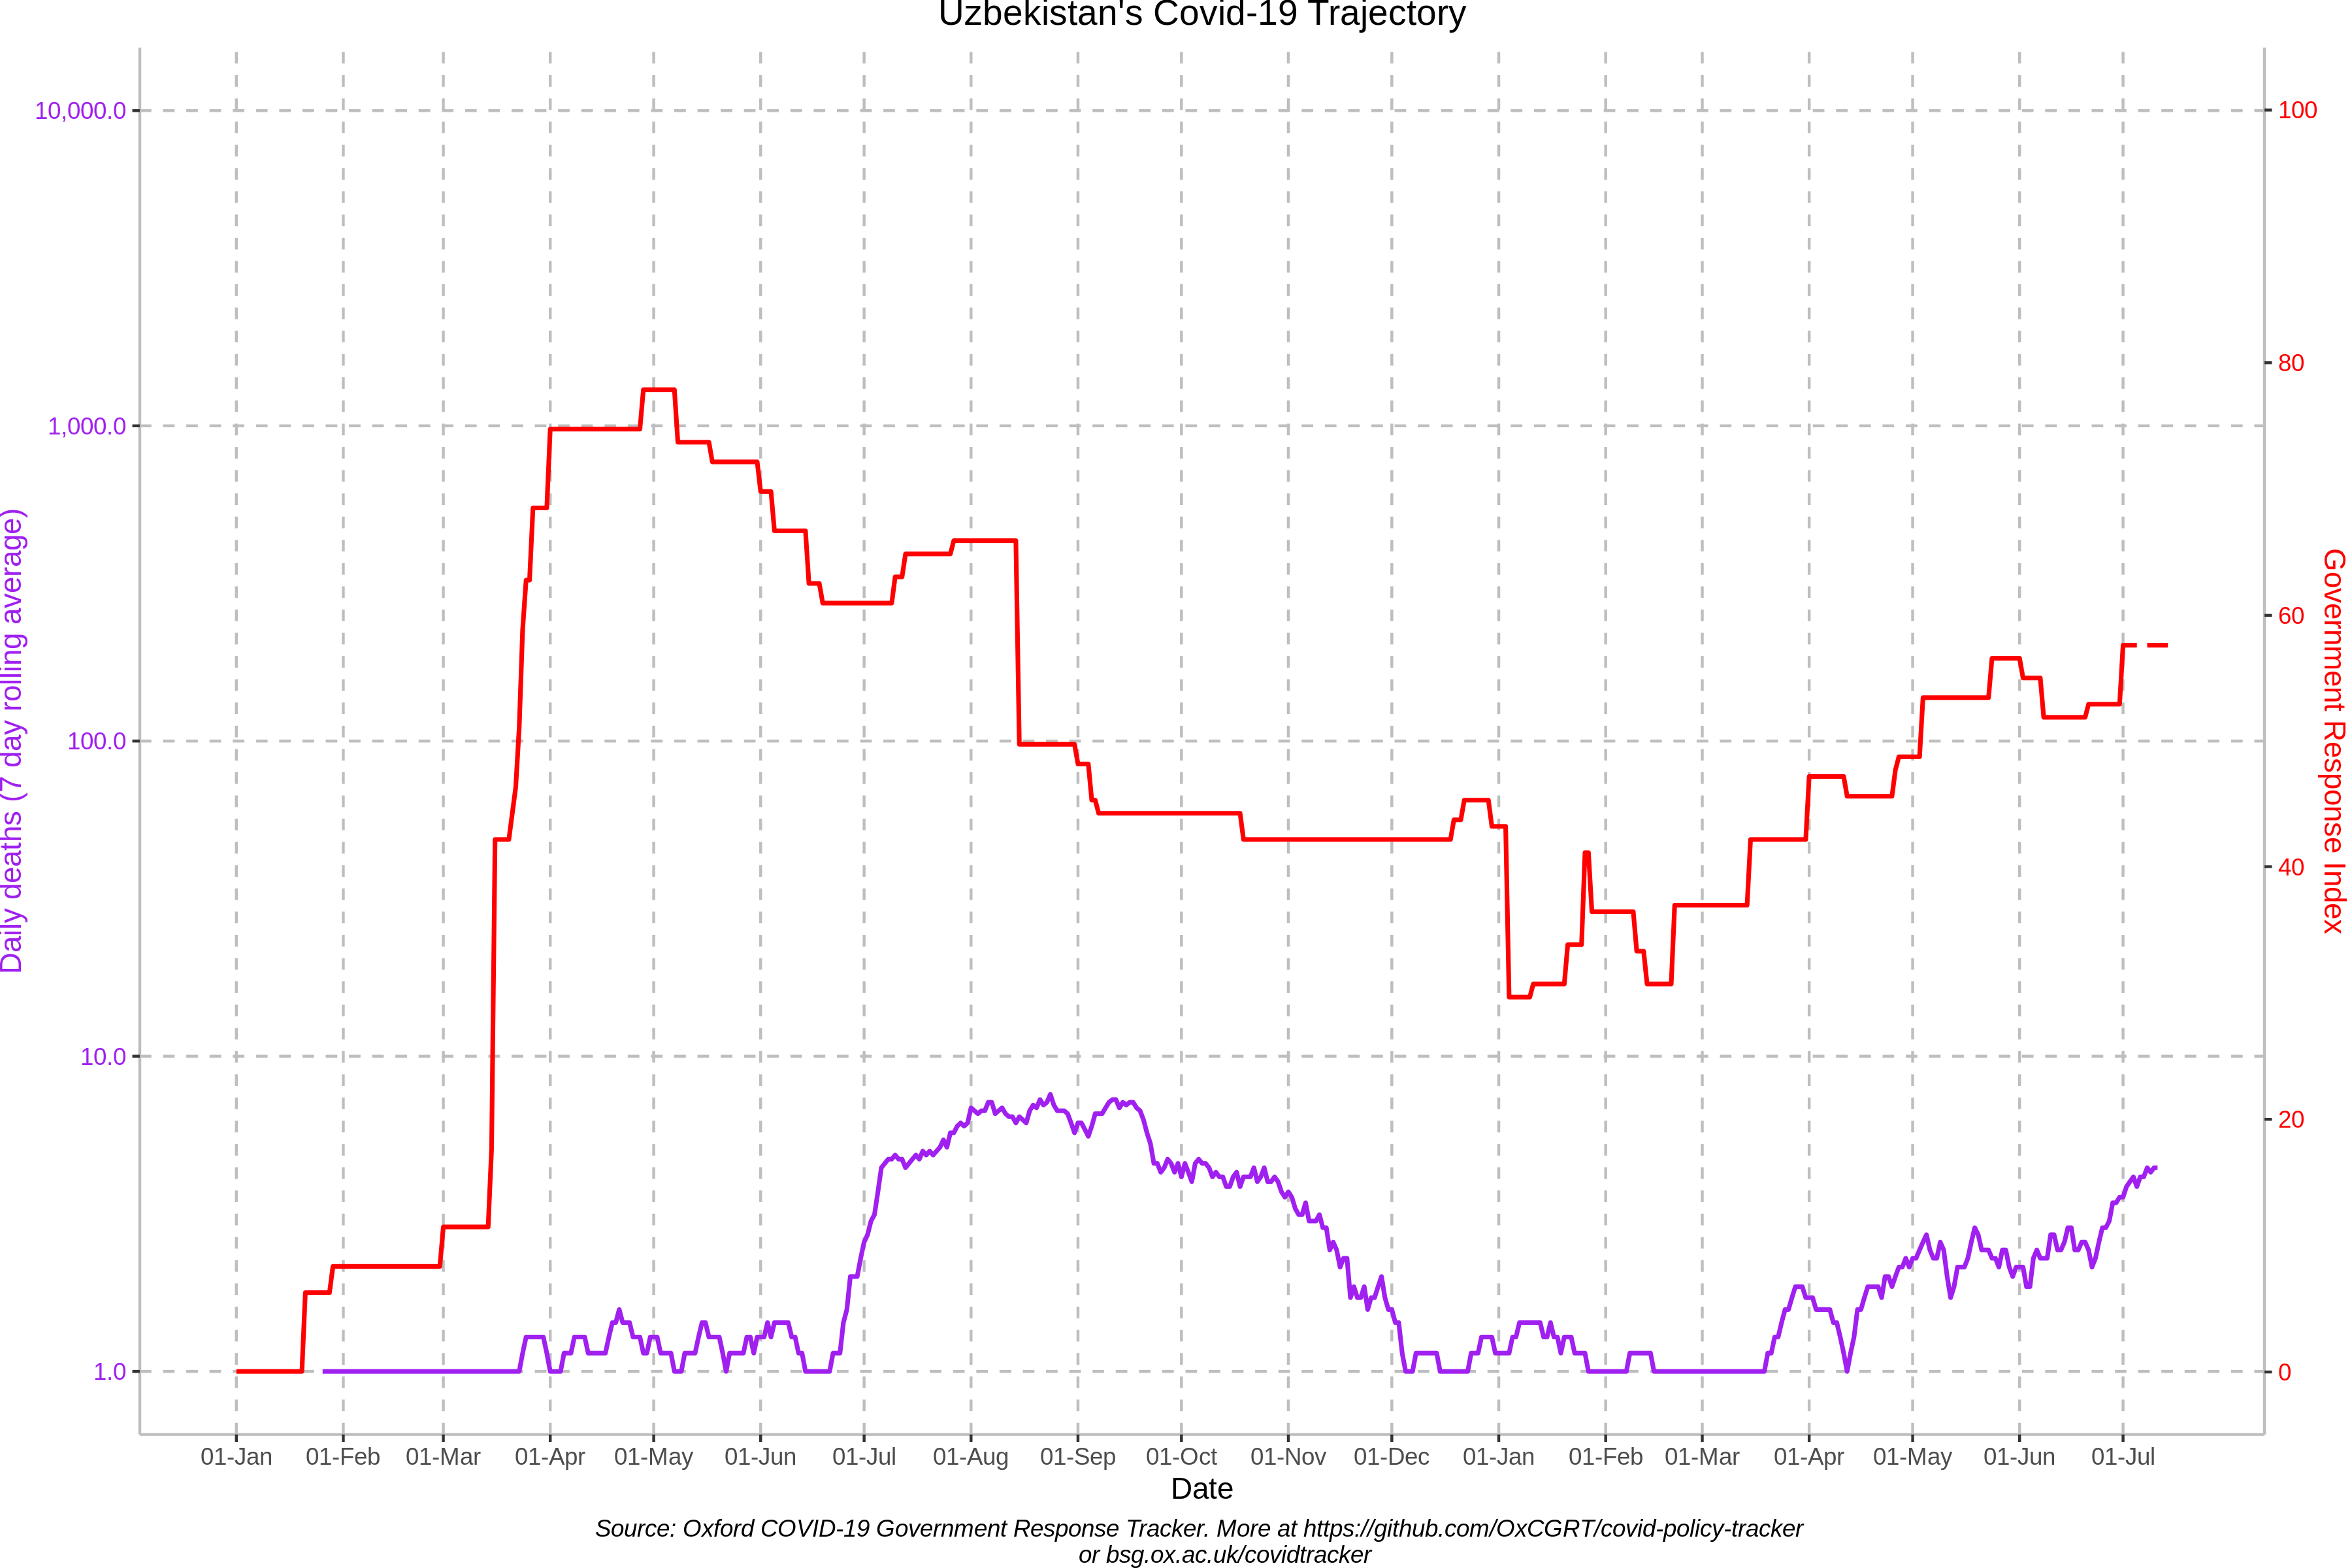 Uzbekistan's Covid-19 Trajectory
10,000.0
1,000.0
100.0
10.0
1.0
Daily deaths (7 day rolling average)
100
80
60
40
20
0
Government Response Index
01-Jan 01-Feb 01-Mar 01-Apr 01-May 01-Jun 01-Jul 01-Aug 01-Sep 01-Oct 01-Nov 01-Dec 01-Jan 01-Feb 01-Mar 01-Apr 01-May 01-Jun 01-Jul
Date
Source: Oxford COVID-19 Government Response Tracker. More at https://github.com/OxCGRT/covid-policy-tracker
or bsg.ox.ac.uk/covidtracker